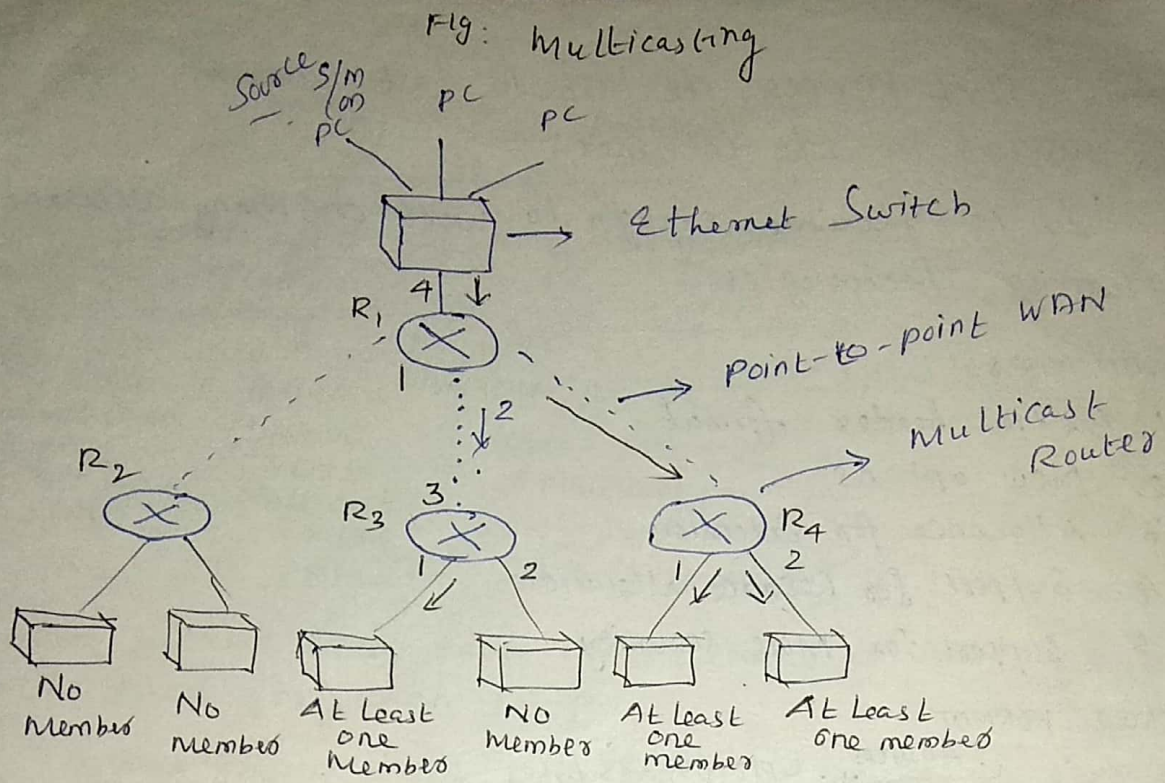 Fig: Multicasting
Source S/m
(on)
PC
PC
PC
Ethernet Switch
4
R1
1
2
Point-to-point WAN
Multicast
Router
R2
R3
3
1
2
R4
1
2
No
Member
No
Member
At Least
one
Member
No
Member
At Least
one
member
At Least
one member